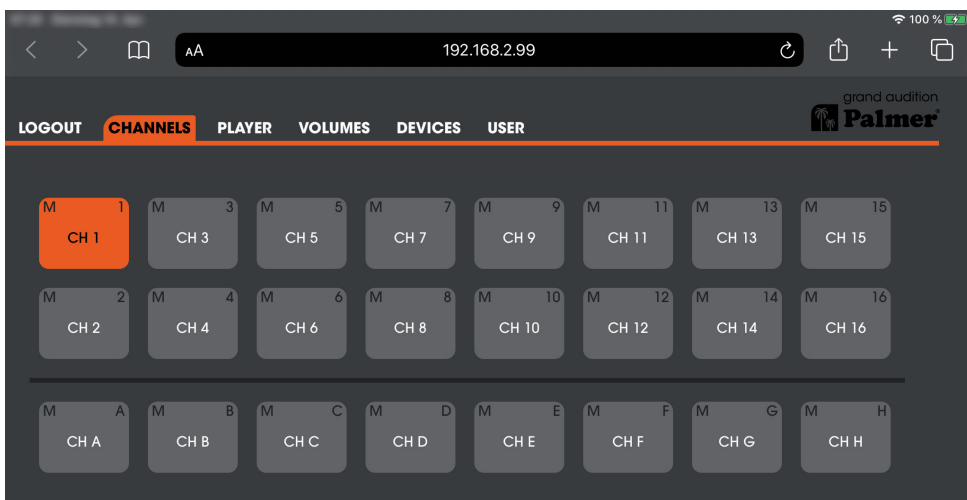 100 %
AA 192.168.2.99
grand audition
Palmer®
LOGOUT CHANNELS PLAYER VOLUMES DEVICES USER
M 1 M 3 M 5 M 7 M 9 M 11 M 13 M 15
CH 1 CH 3 CH 5 CH 7 CH 9 CH 11 CH 13 CH 15
M 2 M 4 M 6 M 8 M 10 M 12 M 14 M 16
CH 2 CH 4 CH 6 CH 8 CH 10 CH 12 CH 14 CH 16
M A M B M C M D M E M F M G M H
CH A CH B CH C CH D CH E CH F CH G CH H